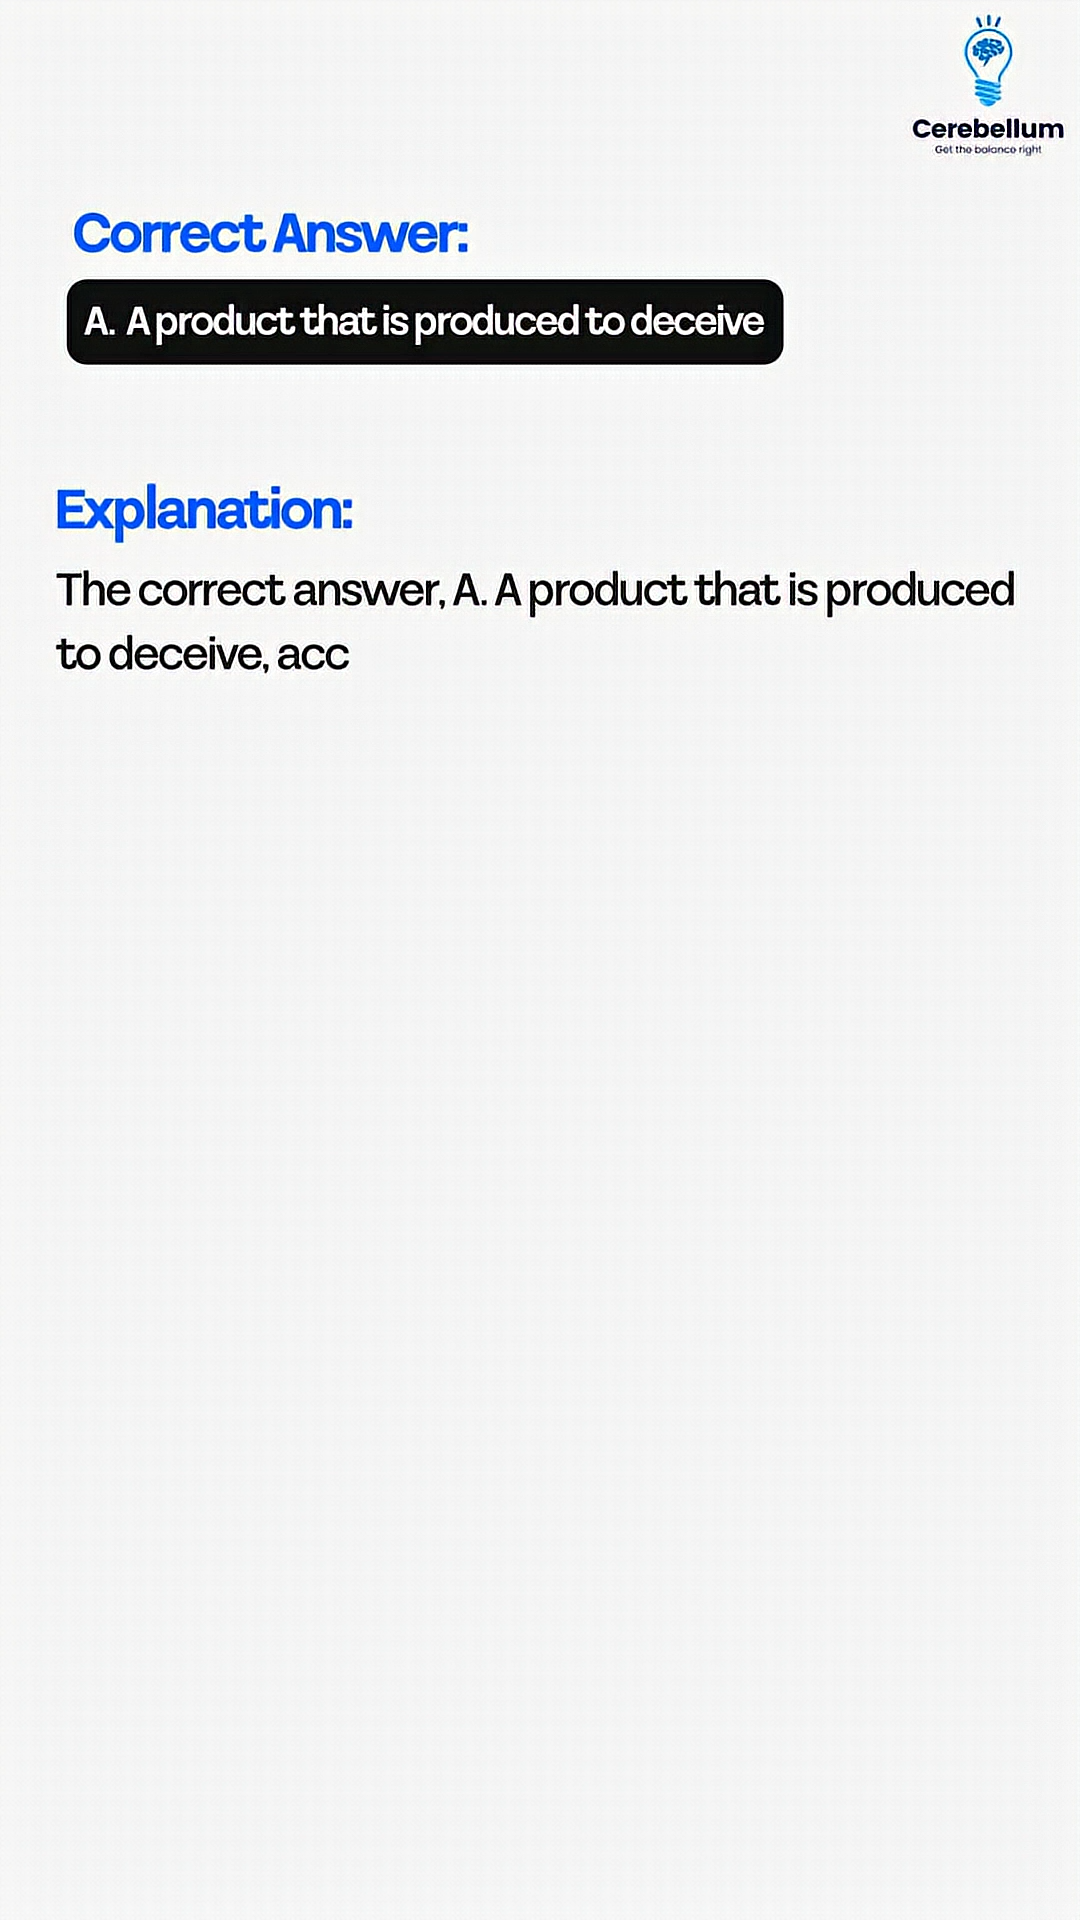 Cerebellum
Get the balance right
Correct Answer:
A. A product that is produced to deceive
Explanation:
The correct answer, A. A product that is produced
to deceive, acc